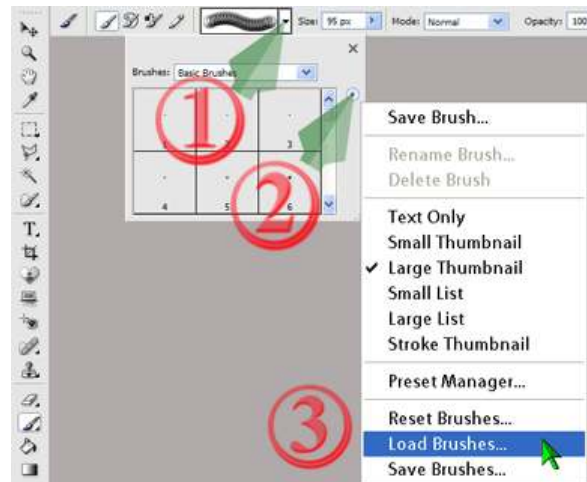 Size: 95 px Mode: Normal Opacity: 100
Brushes: Basic Brushes
1
3
4 5 6
2
3
Save Brush...
Rename Brush...
Delete Brush
Text Only
Small Thumbnail
Large Thumbnail
Small List
Large List
Stroke Thumbnail
Preset Manager...
Reset Brushes...
Load Brushes...
Save Brushes...